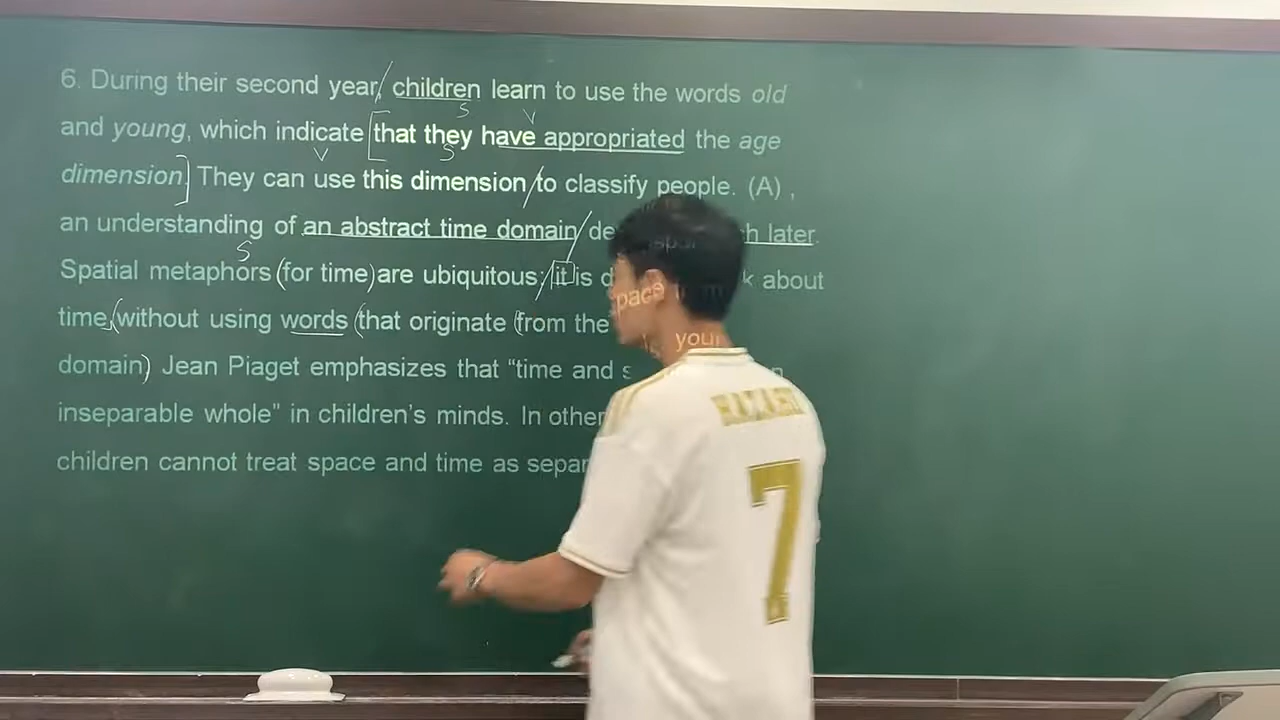 6. During their second year, children learn to use the words old
and young, which indicate that they have appropriated the age
dimension. They can use this dimension to classify people. (A) ,
an understanding of an abstract time domain later.
Spatial metaphors (for time) are ubiquitous; it is about
time, (without using words (that originate (from the
domain) Jean Piaget emphasizes that “time and
inseparable whole” in children’s minds. In other
children cannot treat space and time as
S
V
S
V
S
pace
your
7